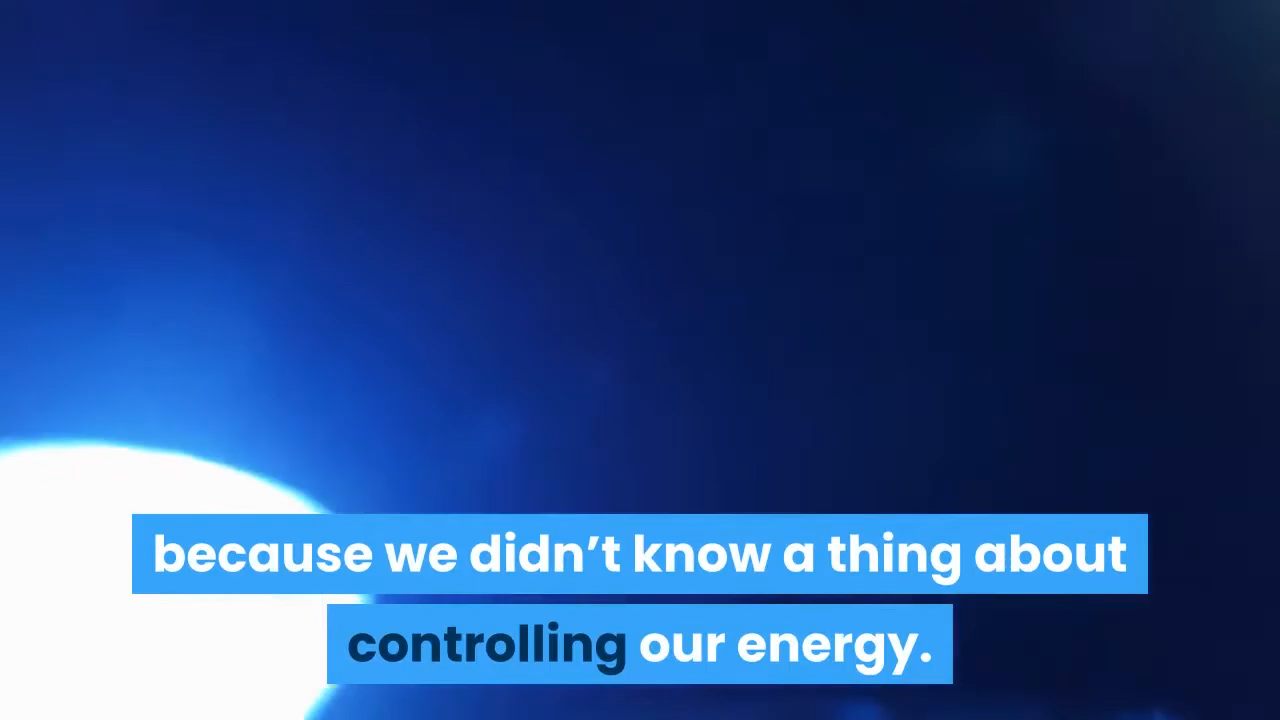 because we didn’t know a thing about
controlling our energy.